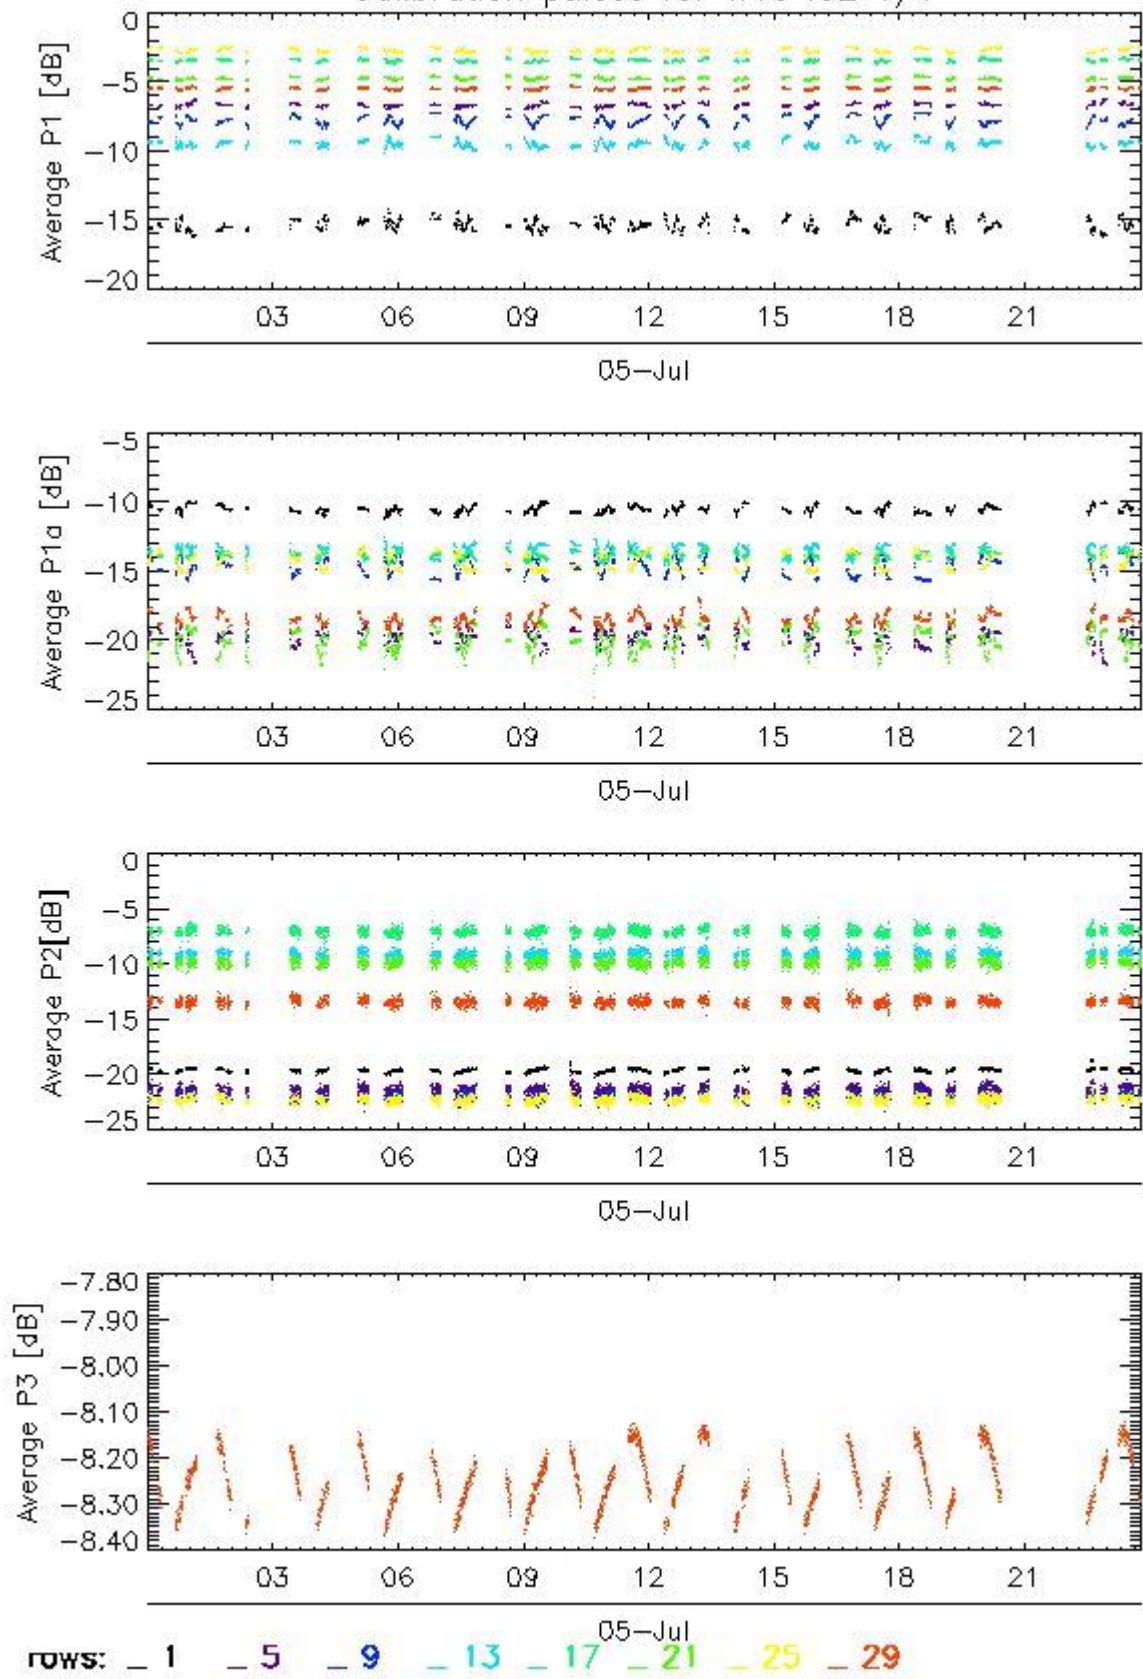 0
-5
-10
-15
-20
Average P1 [dB]
03 06 09 12 15 18 21
05-Jul
-5
-10
-15
-20
-25
Average P1a [dB]
03 06 09 12 15 18 21
05-Jul
0
-5
-10
-15
-20
-25
Average P2[dB]
03 06 09 12 15 18 21
05-Jul
-7.80
-7.90
-8.00
-8.10
-8.20
-8.30
-8.40
Average P3 [dB]
03 06 09 12 15 18 21
05-Jul
rows: _ 1 _ 5 _ 9 _ 13 _ 17 _ 21 _ 25 _ 29